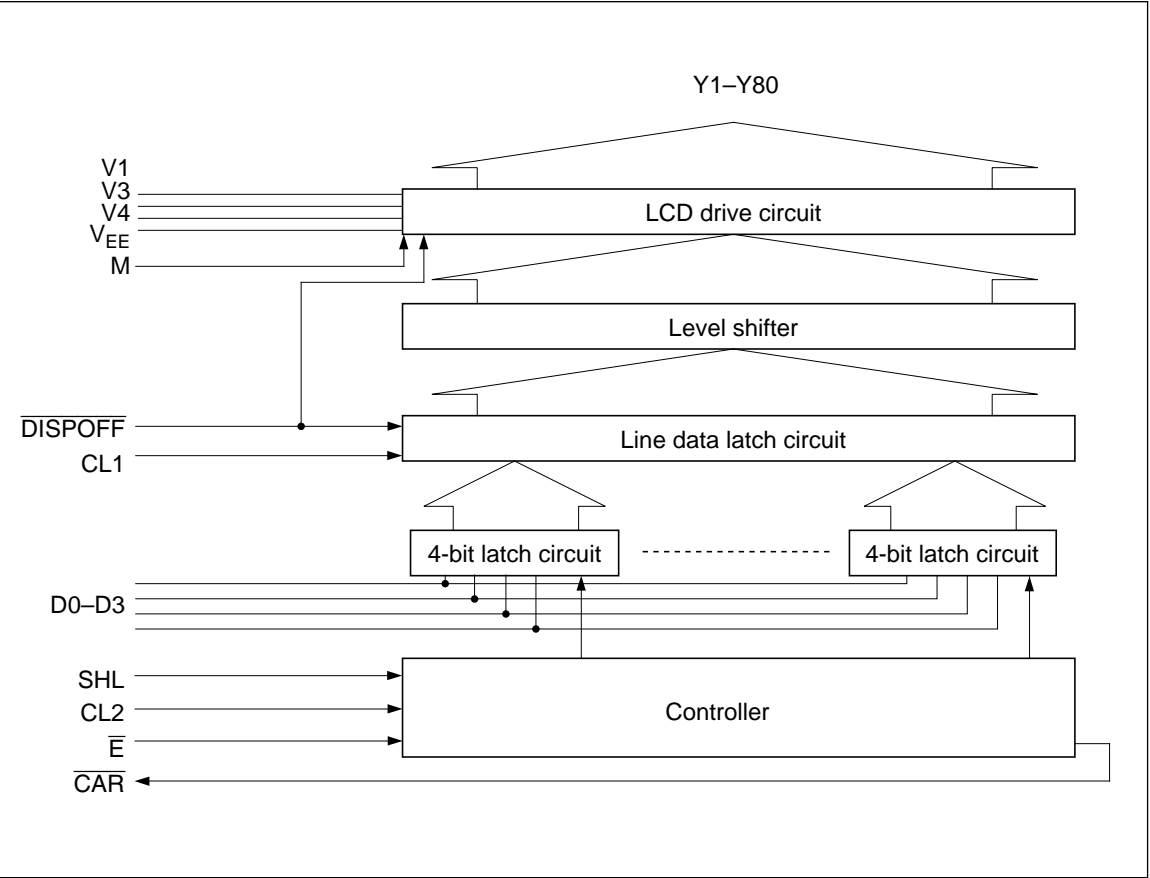 Y1–Y80
V1
V3
V4
VEE
M
LCD drive circuit
Level shifter
DISPOFF
CL1
Line data latch circuit
4-bit latch circuit
4-bit latch circuit
D0–D3
SHL
CL2
E
CAR
Controller